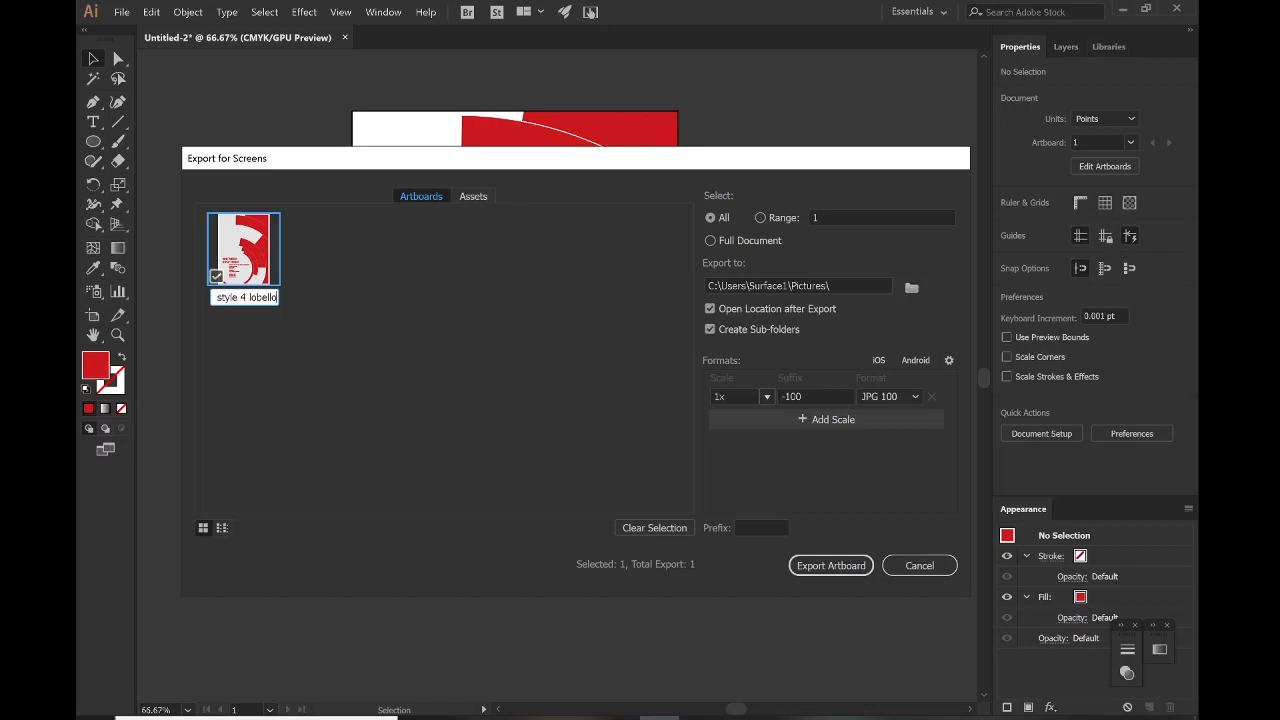 Ai File Edit Object Type Select Effect View Window Help Br St Essentials Search Adobe Stock
Untitled-2* @ 66.67% (CMYK/GPU Preview)
Properties Layers Libraries
No Selection
Document
Units: Points
Artboard: 1
Edit Artboards
Ruler & Grids
Guides
Snap Options
Preferences
Keyboard Increment: 0.001 pt
Use Preview Bounds
Scale Corners
Scale Strokes & Effects
Quick Actions
Document Setup Preferences
Appearance
No Selection
Stroke:
Opacity: Default
Fill:
Opacity: Default
Opacity: Default
Export for Screens
Artboards Assets
style 4 lobello
Select:
All Range: 1
Full Document
Export to:
C:\Users\Surface1\Pictures\
Open Location after Export
Create Sub-folders
Formats: iOS Android
Scale Suffix Format
1x -100 JPG 100
+ Add Scale
Clear Selection Prefix:
Selected: 1, Total Export: 1
Export Artboard Cancel
66.67% 1 Selection